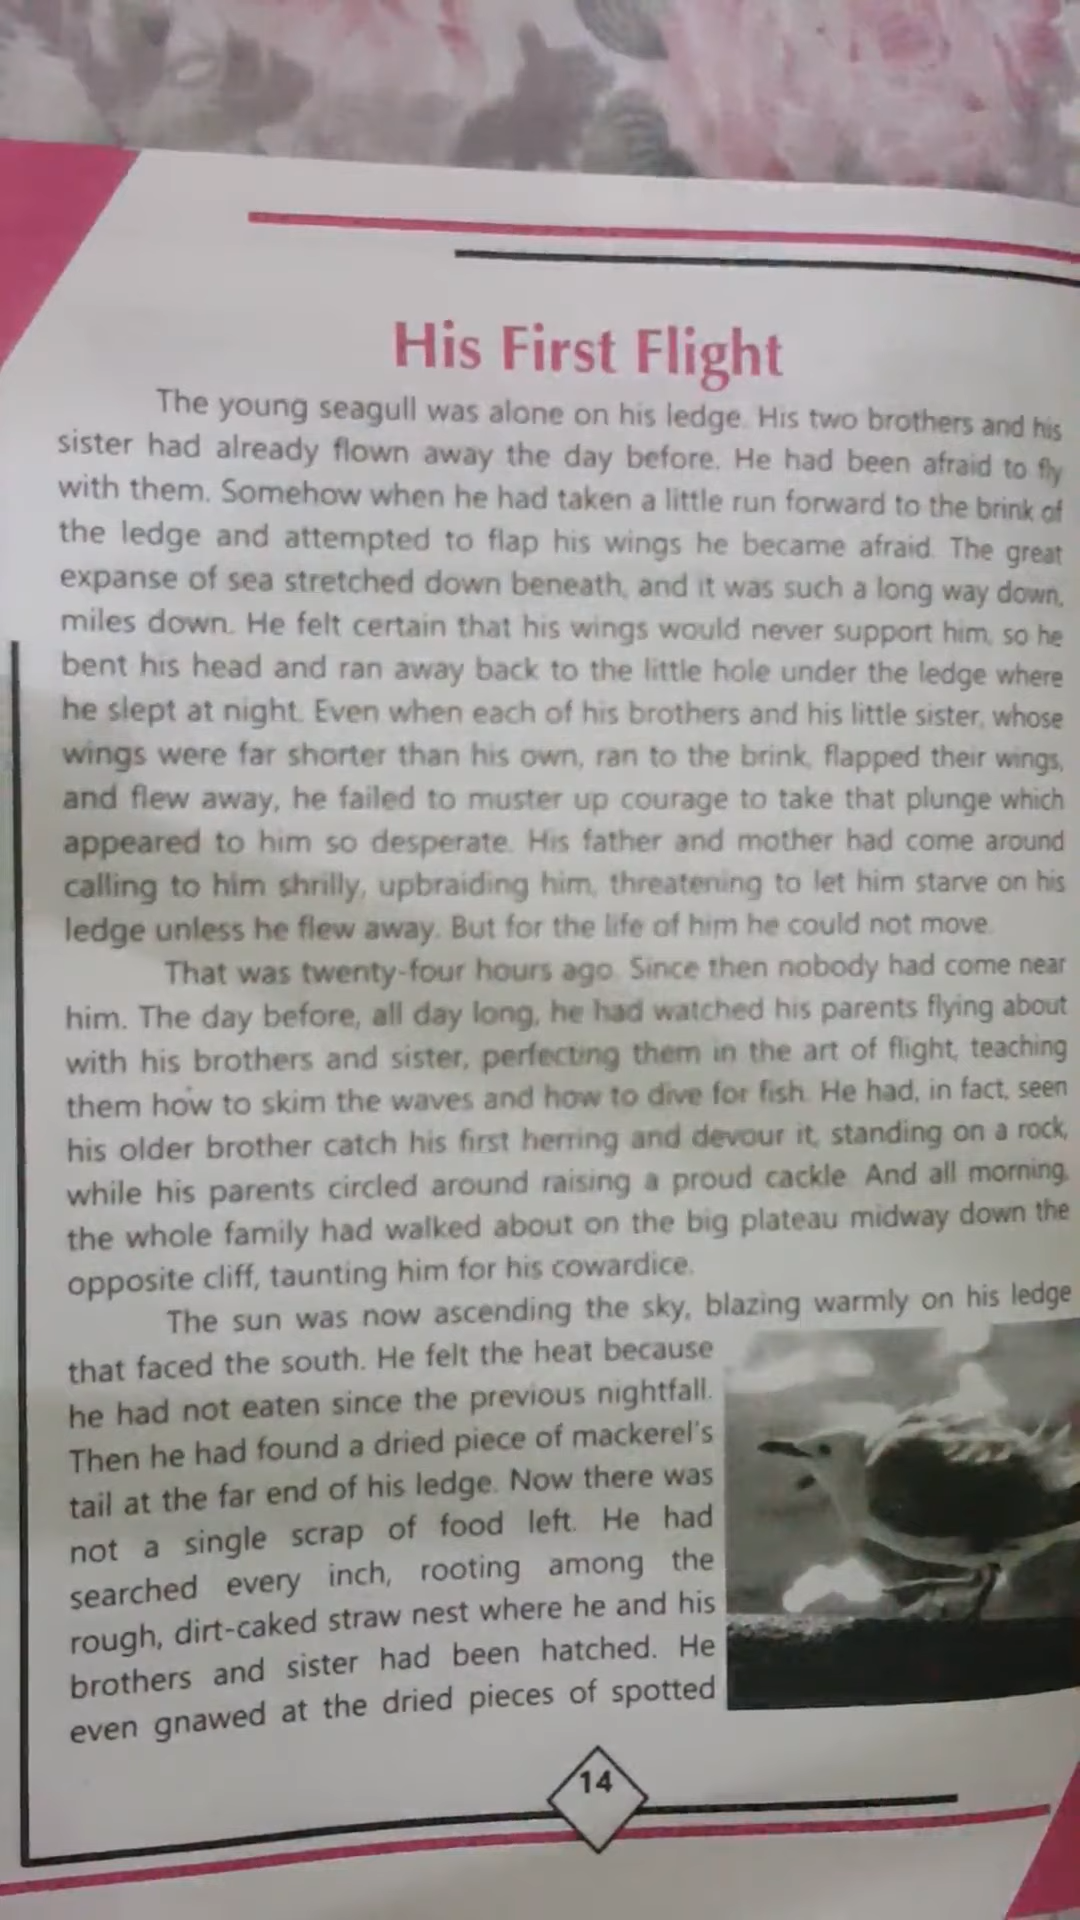 His First Flight
The young seagull was alone on his ledge. His two brothers and his
sister had already flown away the day before. He had been afraid to fly
with them. Somehow when he had taken a little run forward to the brink of
the ledge and attempted to flap his wings he became afraid. The great
expanse of sea stretched down beneath, and it was such a long way down,
miles down. He felt certain that his wings would never support him, so he
bent his head and ran away back to the little hole under the ledge where
he slept at night. Even when each of his brothers and his little sister, whose
wings were far shorter than his own, ran to the brink, flapped their wings,
and flew away, he failed to muster up courage to take that plunge which
appeared to him so desperate. His father and mother had come around
calling to him shrilly, upbraiding him, threatening to let him starve on his
ledge unless he flew away. But for the life of him he could not move.
That was twenty-four hours ago. Since then nobody had come near
him. The day before, all day long, he had watched his parents flying about
with his brothers and sister, perfecting them in the art of flight, teaching
them how to skim the waves and how to dive for fish. He had, in fact, seen
his older brother catch his first herring and devour it, standing on a rock,
while his parents circled around raising a proud cackle. And all morning,
the whole family had walked about on the big plateau midway down the
opposite cliff, taunting him for his cowardice.
The sun was now ascending the sky, blazing warmly on his ledge
that faced the south. He felt the heat because
he had not eaten since the previous nightfall.
Then he had found a dried piece of mackerel's
tail at the far end of his ledge. Now there was
not a single scrap of food left. He had
searched every inch, rooting among the
rough, dirt-caked straw nest where he and his
brothers and sister had been hatched. He
even gnawed at the dried pieces of spotted
14